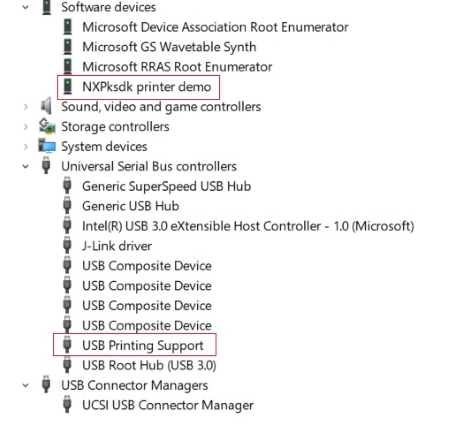 Software devices
Microsoft Device Association Root Enumerator
Microsoft GS Wavetable Synth
Microsoft RRAS Root Enumerator
NXPksdk printer demo
Sound, video and game controllers
Storage controllers
System devices
Universal Serial Bus controllers
Generic SuperSpeed USB Hub
Generic USB Hub
Intel(R) USB 3.0 eXtensible Host Controller - 1.0 (Microsoft)
J-Link driver
USB Composite Device
USB Composite Device
USB Composite Device
USB Composite Device
USB Printing Support
USB Root Hub (USB 3.0)
USB Connector Managers
UCSI USB Connector Manager